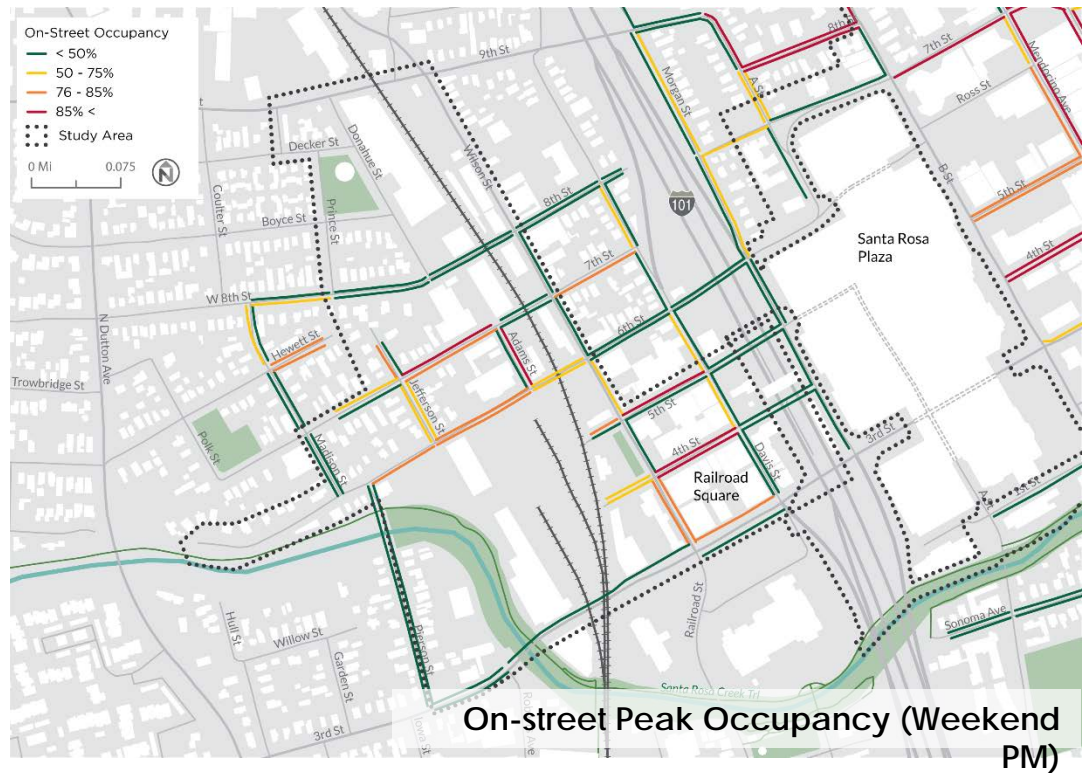 On-Street Occupancy
< 50%
50 - 75%
76 - 85%
85% <
Study Area
0 Mi 0.075
N
9th St
8th St
7th St
Mendocino Ave
Morgan St
A St
Ross St
Donahue St
Decker St
Wilson St
Coulter St
Prince St
Boyce St
8th St
101
B St
5th St
Santa Rosa
Plaza
4th St
7th St
W 8th St
N Dutton Ave
6th St
Hewett St
Adams St
Trowbridge St
Jefferson St
5th St
Polk St
Madison St
4th St
Davis St
3rd St
Railroad
Square
A St
1st St
Hull St
Willow St
Pierson St
Railroad St
Sonoma Ave
Garden St
Santa Rosa Creek Trl
3rd St
Iowa St
On-street Peak Occupancy (Weekend
PM)